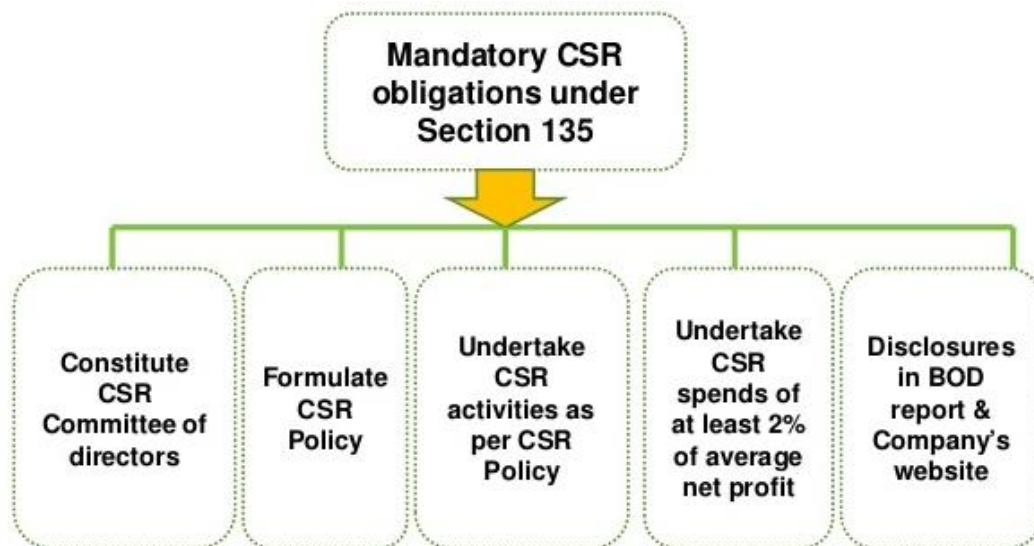 Mandatory CSR
obligations under
Section 135
Constitute
CSR
Committee of
directors
Formulate
CSR
Policy
Undertake
CSR
activities as
per CSR
Policy
Undertake
CSR
spends of
at least 2%
of average
net profit
Disclosures
in BOD
report &
Company's
website